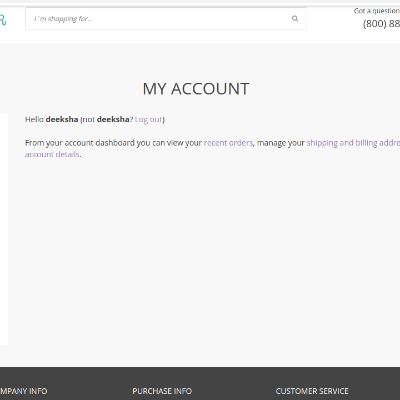 Got a question
I´m shopping for...
(800) 88
MY ACCOUNT
Hello deeksha (not deeksha? Log out)
From your account dashboard you can view your recent orders, manage your shipping and billing addre
account details.
MPANY INFO
PURCHASE INFO
CUSTOMER SERVICE